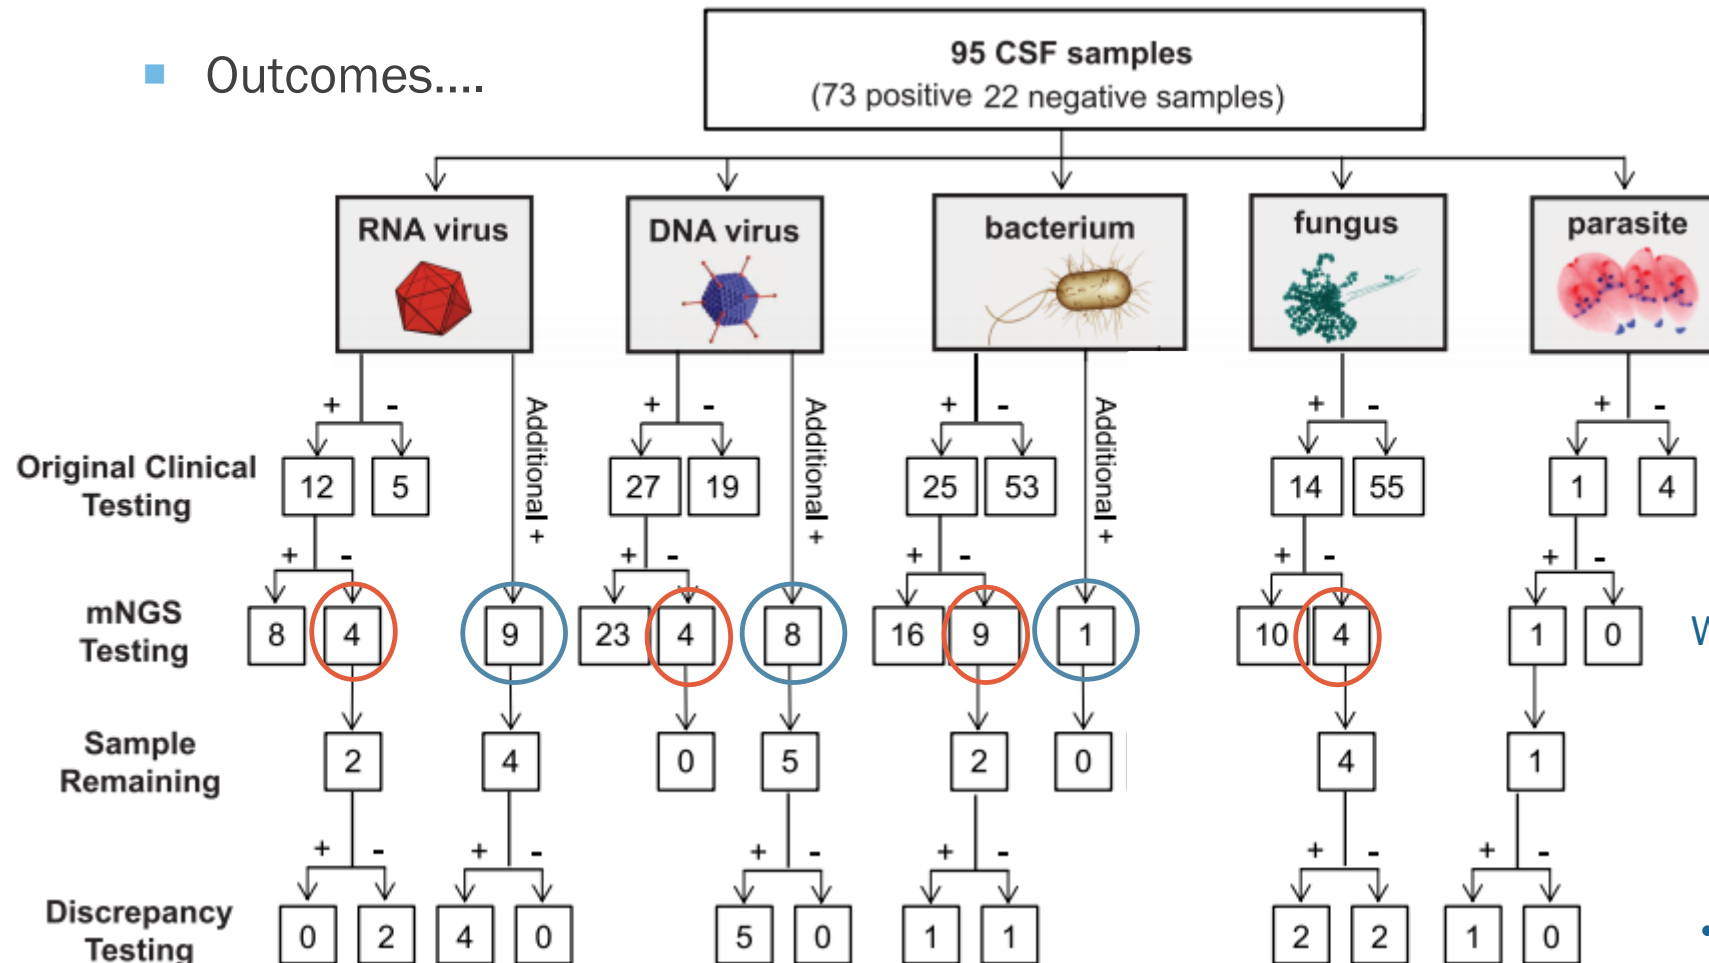 Outcomes....
95 CSF samples
(73 positive 22 negative samples)
RNA virus
DNA virus
bacterium
fungus
parasite
+ -
Additional +
+ -
Additional +
+ -
Additional +
+ -
+ -
Original Clinical
Testing
12 5
27 19
25 53
14 55
1 4
+ -
+ -
+ -
+ -
+ -
mNGS
Testing
8 4 9
23 4 8
16 9 1
10 4
1 0
W
Sample
Remaining
2 4
0 5
2 0
4
1
+ -
+ -
+ -
+ -
+ -
+ -
Discrepancy
Testing
0 2 4 0
5 0
1 1
2 2
1 0